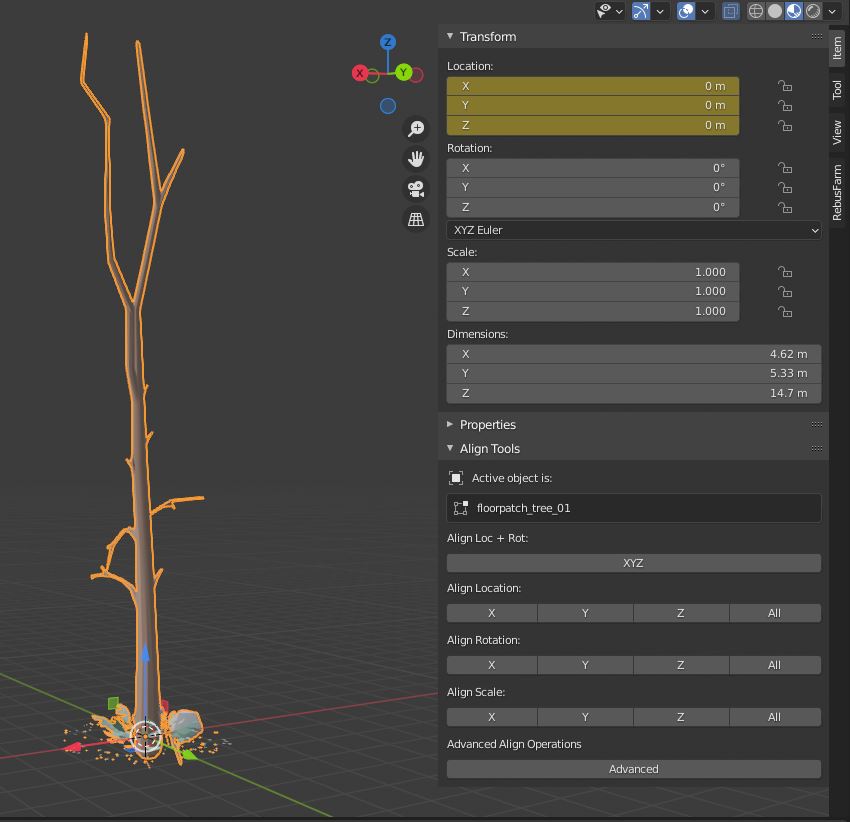 Z
X
Y
Transform
Location:
X 0 m
Y 0 m
Z 0 m
Rotation:
X 0°
Y 0°
Z 0°
XYZ Euler
Scale:
X 1.000
Y 1.000
Z 1.000
Dimensions:
X 4.62 m
Y 5.33 m
Z 14.7 m
Properties
Align Tools
Active object is:
floorpatch_tree_01
Align Loc + Rot:
XYZ
Align Location:
X Y Z All
Align Rotation:
X Y Z All
Align Scale:
X Y Z All
Advanced Align Operations
Advanced
Item
Tool
View
RebusFarm